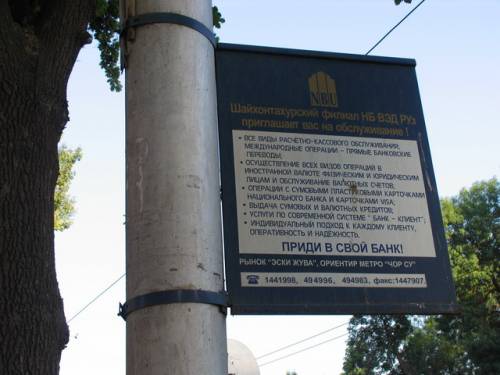 NBU
Шайхонтахурский филиал НБ ВЭД РУз
приглашает вас на обслуживание !
• ВСЕ ВИДЫ РАСЧЕТНО-КАССОВОГО ОБСЛУЖИВАНИЯ;
МЕЖДУНАРОДНЫЕ ОПЕРАЦИИ - ПРЯМЫЕ БАНКОВСКИЕ
ПЕРЕВОДЫ;
• ОСУЩЕСТВЛЕНИЕ ВСЕХ ВИДОВ ОПЕРАЦИЙ В
ИНОСТРАННОЙ ВАЛЮТЕ ФИЗИЧЕСКИМ И ЮРИДИЧЕСКИМ
ЛИЦАМ И ОБСЛУЖИВАНИЕ ВАЛЮТНЫХ СЧЕТОВ,
• ОПЕРАЦИИ С СУМОВЫМИ ПЛАСТИКОВЫМИ КАРТОЧКАМИ
НАЦИОНАЛЬНОГО БАНКА И КАРТОЧКАМИ VISA,
• ВЫДАЧА СУМОВЫХ И ВАЛЮТНЫХ КРЕДИТОВ;
• УСЛУГИ ПО СОВРЕМЕННОЙ СИСТЕМЕ " БАНК - КЛИЕНТ";
• ИНДИВИДУАЛЬНЫЙ ПОДХОД К КАЖДОМУ КЛИЕНТУ,
ОПЕРАТИВНОСТЬ И НАДЕЖНОСТЬ.
ПРИДИ В СВОЙ БАНК!
РЫНОК "ЭСКИ ЖУВА", ОРИЕНТИР МЕТРО "ЧОР СУ"
☎ 1441998, 494996, 494983, факс:1447907.